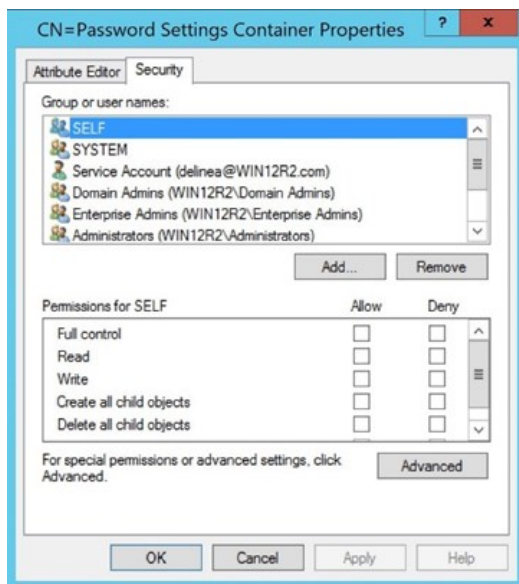 CN=Password Settings Container Properties ? x
Attribute Editor Security
Group or user names:
SELF
SYSTEM
Service Account (delinea@WIN12R2.com)
Domain Admins (WIN12R2\Domain Admins)
Enterprise Admins (WIN12R2\Enterprise Admins)
Administrators (WIN12R2\Administrators)
Add... Remove
Permissions for SELF Allow Deny
Full control
Read
Write
Create all child objects
Delete all child objects
For special permissions or advanced settings, click
Advanced.
Advanced
OK Cancel Apply Help